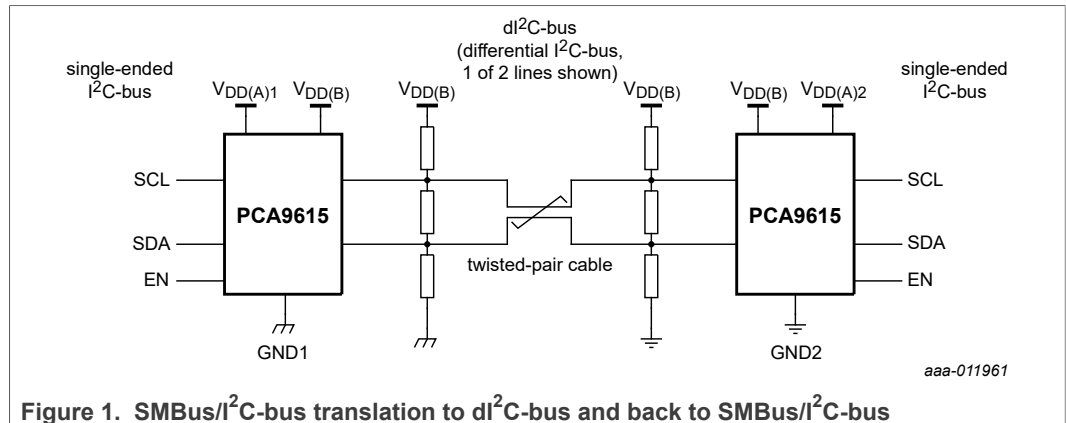 dI²C-bus
(differential I²C-bus,
1 of 2 lines shown)
single-ended
I²C-bus
single-ended
I²C-bus
VDD(A)1 VDD(B) VDD(B) VDD(B) VDD(B) VDD(A)2
SCL SCL
PCA9615 PCA9615
SDA SDA
twisted-pair cable
EN EN
GND1 GND2
aaa-011961
Figure 1. SMBus/I²C-bus translation to dI²C-bus and back to SMBus/I²C-bus